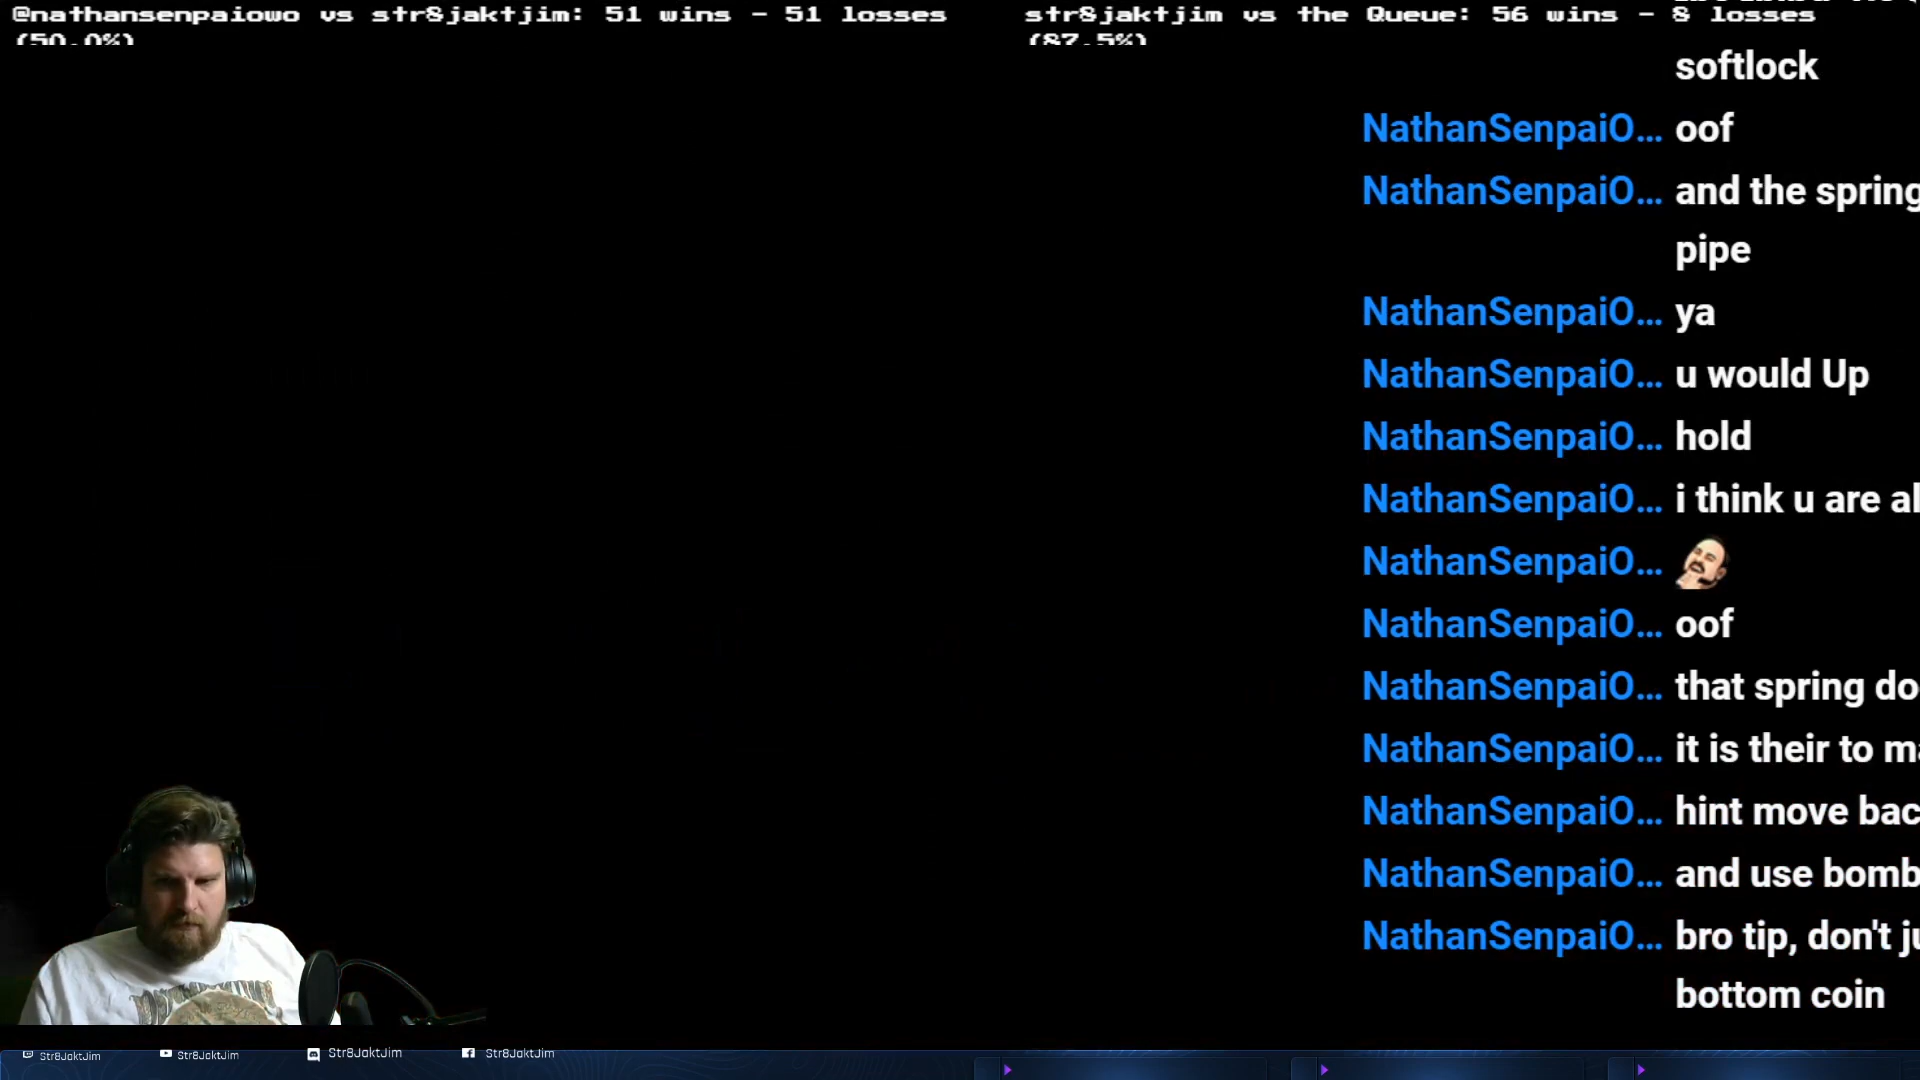 @nathansenpaiowo vs str8jaktjim: 51 wins - 51 losses
(50.0%)
str8jaktjim vs the Queue: 56 wins - 8 losses
(87.5%)
softlock
NathanSenpaiO... oof
NathanSenpaiO... and the spring
pipe
NathanSenpaiO... ya
NathanSenpaiO... u would Up
NathanSenpaiO... hold
NathanSenpaiO... i think u are al
NathanSenpaiO...
NathanSenpaiO... oof
NathanSenpaiO... that spring do
NathanSenpaiO... it is their to ma
NathanSenpaiO... hint move bac
NathanSenpaiO... and use bomb
NathanSenpaiO... bro tip, don't ju
bottom coin
Str8JaktJim Str8JaktJim Str8JaktJim Str8JaktJim